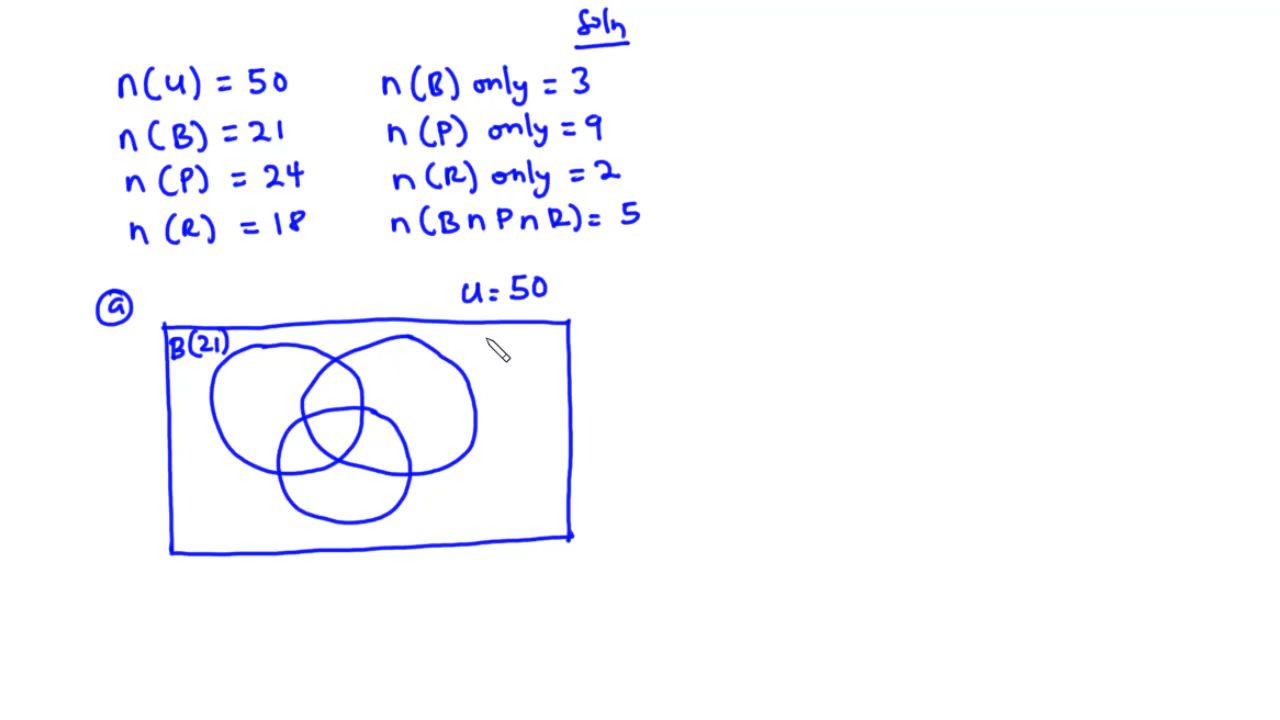 Soln
n(U) = 50 n(B) only = 3
n(B) = 21 n(P) only = 9
n(P) = 24 n(R) only = 2
n(R) = 18 n(B n P n R) = 5
a U = 50
B(21)